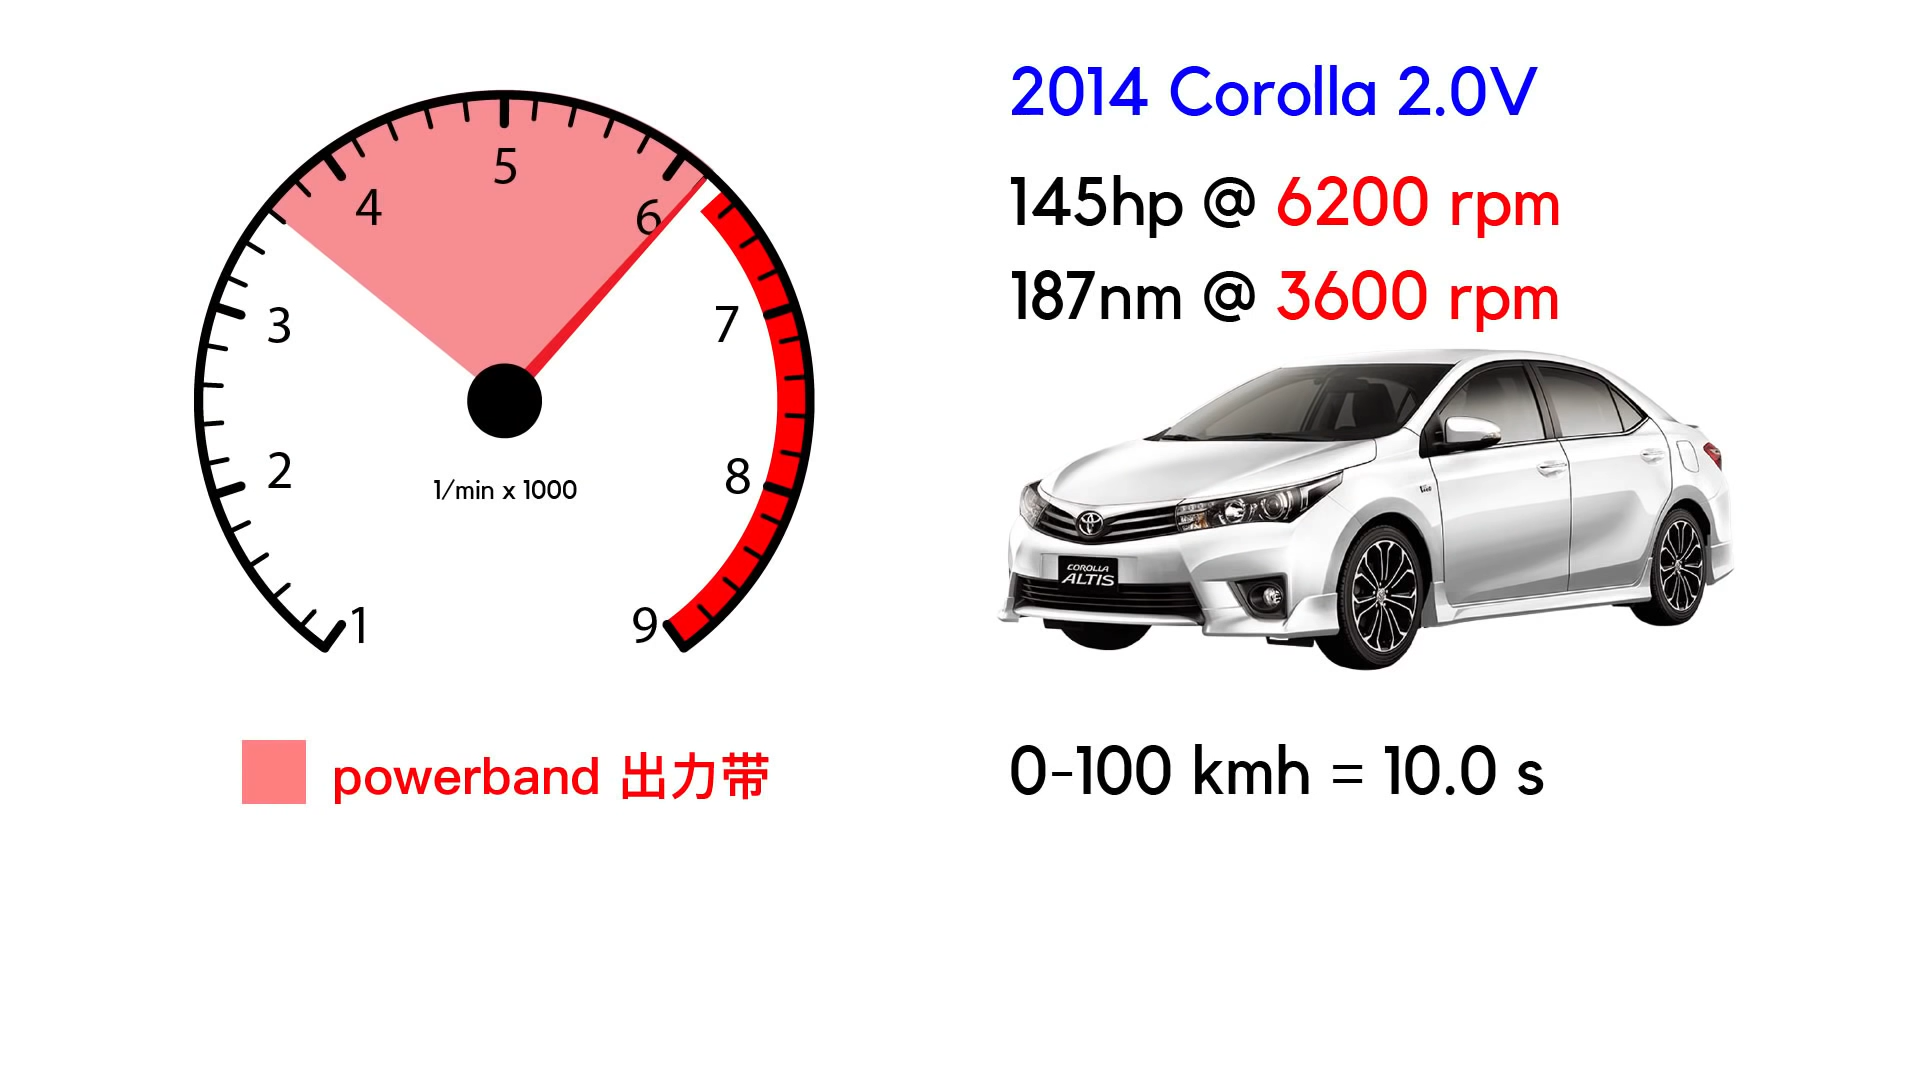 2014 Corolla 2.0V
145hp @ 6200 rpm
187nm @ 3600 rpm
1
2
3
4
5
6
7
8
9
1/min x 1000
COROLLA
ALTIS
powerband 出力带
0-100 kmh = 10.0 s